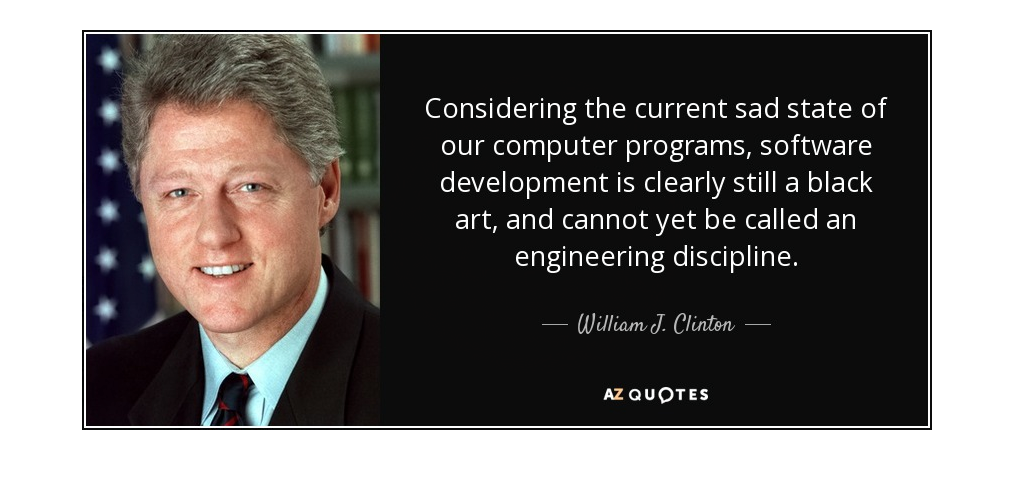 Considering the current sad state of
our computer programs, software
development is clearly still a black
art, and cannot yet be called an
engineering discipline.
William J. Clinton
AZ QUOTES